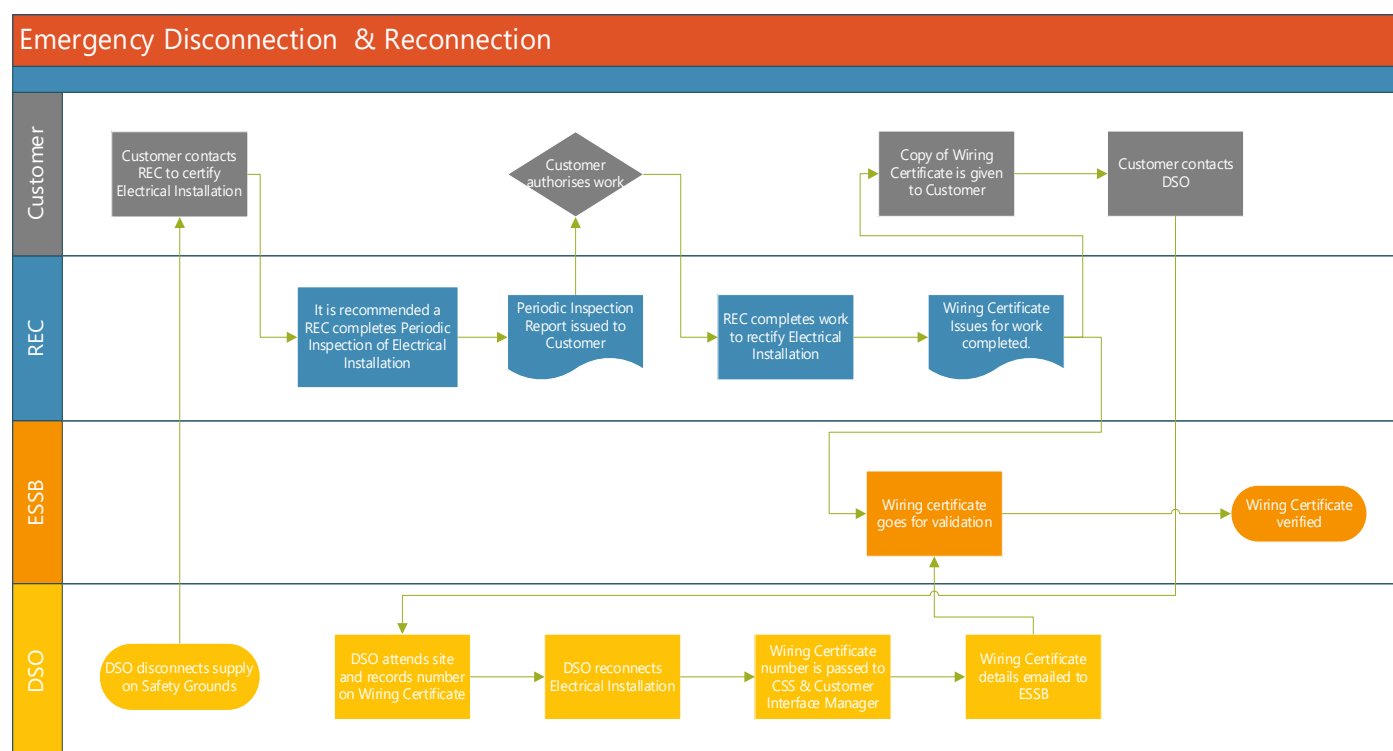 Emergency Disconnection & Reconnection
Customer
Customer contacts
REC to certify
Electrical Installation
Customer
authorises work
Copy of Wiring
Certificate is given
to Customer
Customer contacts
DSO
REC
It is recommended a
REC completes Periodic
Inspection of Electrical
Installation
Periodic Inspection
Report issued to
Customer
REC completes work
to rectify Electrical
Installation
Wiring Certificate
Issues for work
completed.
ESSB
Wiring certificate
goes for validation
Wiring Certificate
verified
DSO
DSO disconnects supply
on Safety Grounds
DSO attends site
and records number
on Wiring Certificate
DSO reconnects
Electrical Installation
Wiring Certificate
number is passed to
CSS & Customer
Interface Manager
Wiring Certificate
details emailed to
ESSB